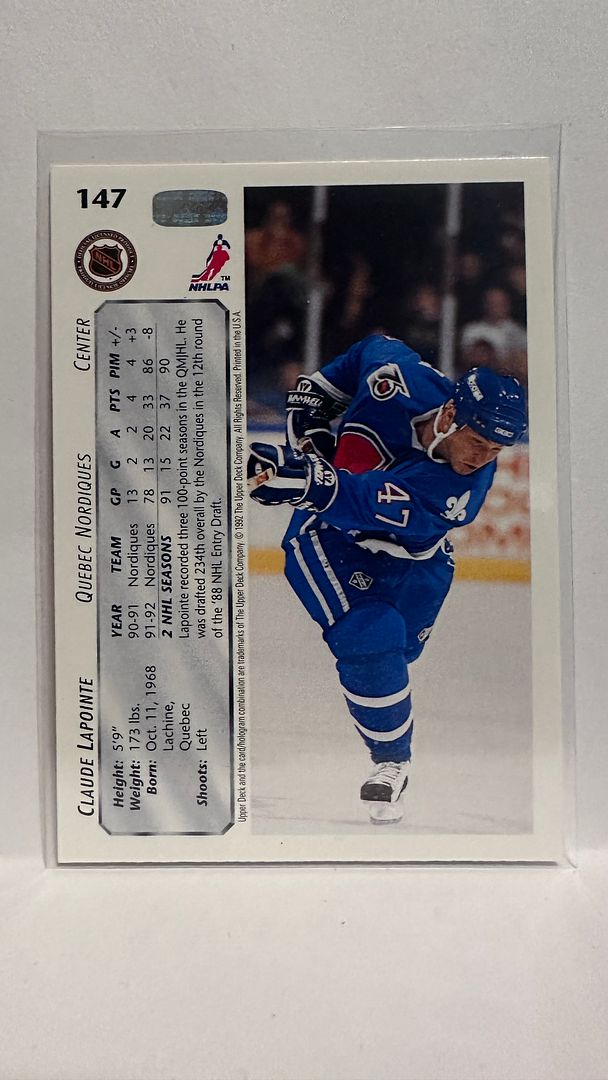 147
NHL
NHLPA
TM
CLAUDE LAPOINTE QUEBEC NORDIQUES CENTER
Height: 5'9"
Weight: 173 lbs.
Born: Oct. 11, 1968
Lachine,
Quebec
Shoots: Left
YEAR TEAM GP G A PTS PIM +/-
90-91 Nordiques 13 2 2 4 4 +3
91-92 Nordiques 78 13 20 33 86 -8
2 NHL SEASONS 91 15 22 37 90
Lapointe recorded three 100-point seasons in the QMJHL. He
was drafted 234th overall by the Nordiques in the 12th round
of the '88 NHL Entry Draft.
Upper Deck and the card/hologram combination are trademarks of The Upper Deck Company. © 1992 The Upper Deck Company. All Rights Reserved. Printed in the U.S.A.
47